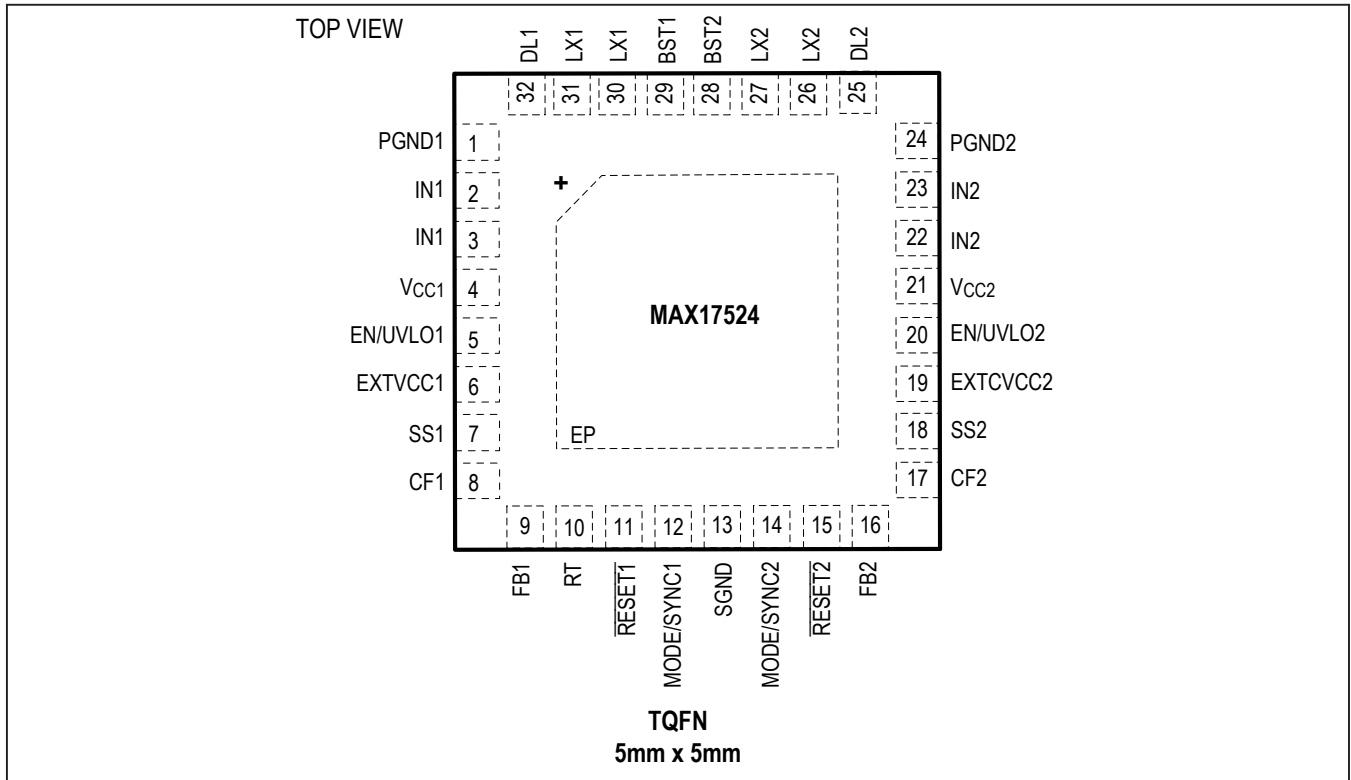 TOP VIEW
DL1
LX1
LX1
BST1
BST2
LX2
LX2
DL2
32
31
30
29
28
27
26
25
PGND1 1
IN1 2
IN1 3
VCC1 4
EN/UVLO1 5
EXTVCC1 6
SS1 7
CF1 8
+
MAX17524
EP
24 PGND2
23 IN2
22 IN2
21 VCC2
20 EN/UVLO2
19 EXTCVCC2
18 SS2
17 CF2
9
10
11
12
13
14
15
16
FB1
RT
RESET1
MODE/SYNC1
SGND
MODE/SYNC2
RESET2
FB2
TQFN
5mm x 5mm